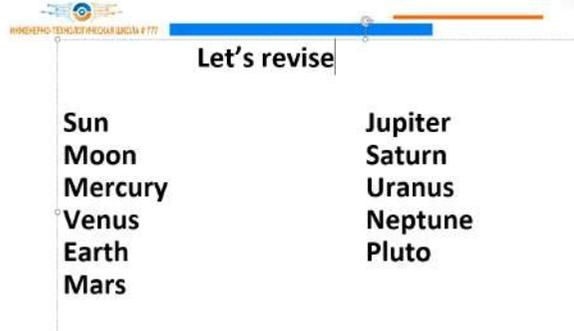 ИНЖЕНЕРНО-ТЕХНОЛОГИЧЕСКАЯ ШКОЛА # 777
Let's revise
Sun
Moon
Mercury
Venus
Earth
Mars
Jupiter
Saturn
Uranus
Neptune
Pluto